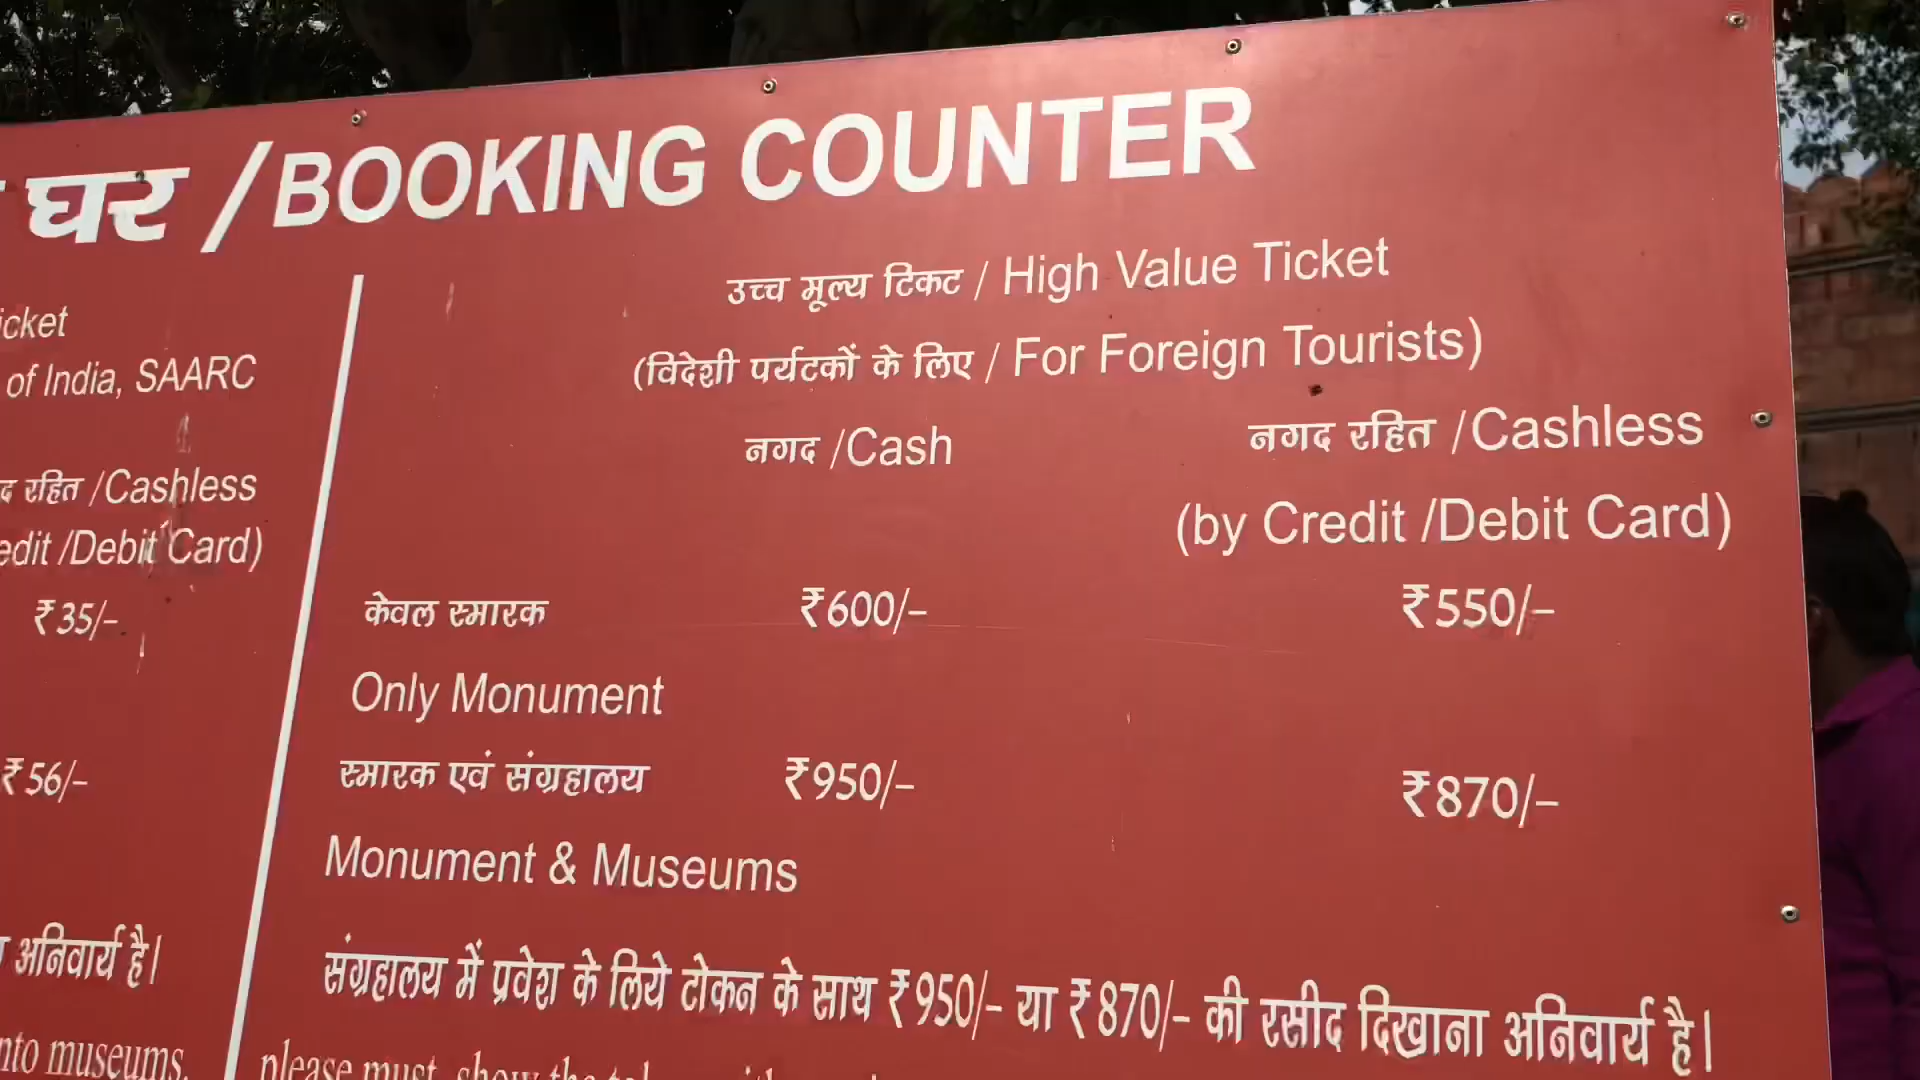 घर / BOOKING COUNTER
of India, SAARC
रहित /Cashless
/Debit Card)
₹35/-
₹56/-
अनिवार्य है।
museums.
उच्च मूल्य टिकट / High Value Ticket
(विदेशी पर्यटकों के लिए / For Foreign Tourists)
नगद /Cash नगद रहित /Cashless
(by Credit /Debit Card)
केवल स्मारक ₹600/- ₹550/-
Only Monument
स्मारक एवं संग्रहालय ₹950/- ₹870/-
Monument & Museums
संग्रहालय में प्रवेश के लिये टोकन के साथ ₹950/- या ₹870/- की रसीद दिखाना अनिवार्य है।
please must show the